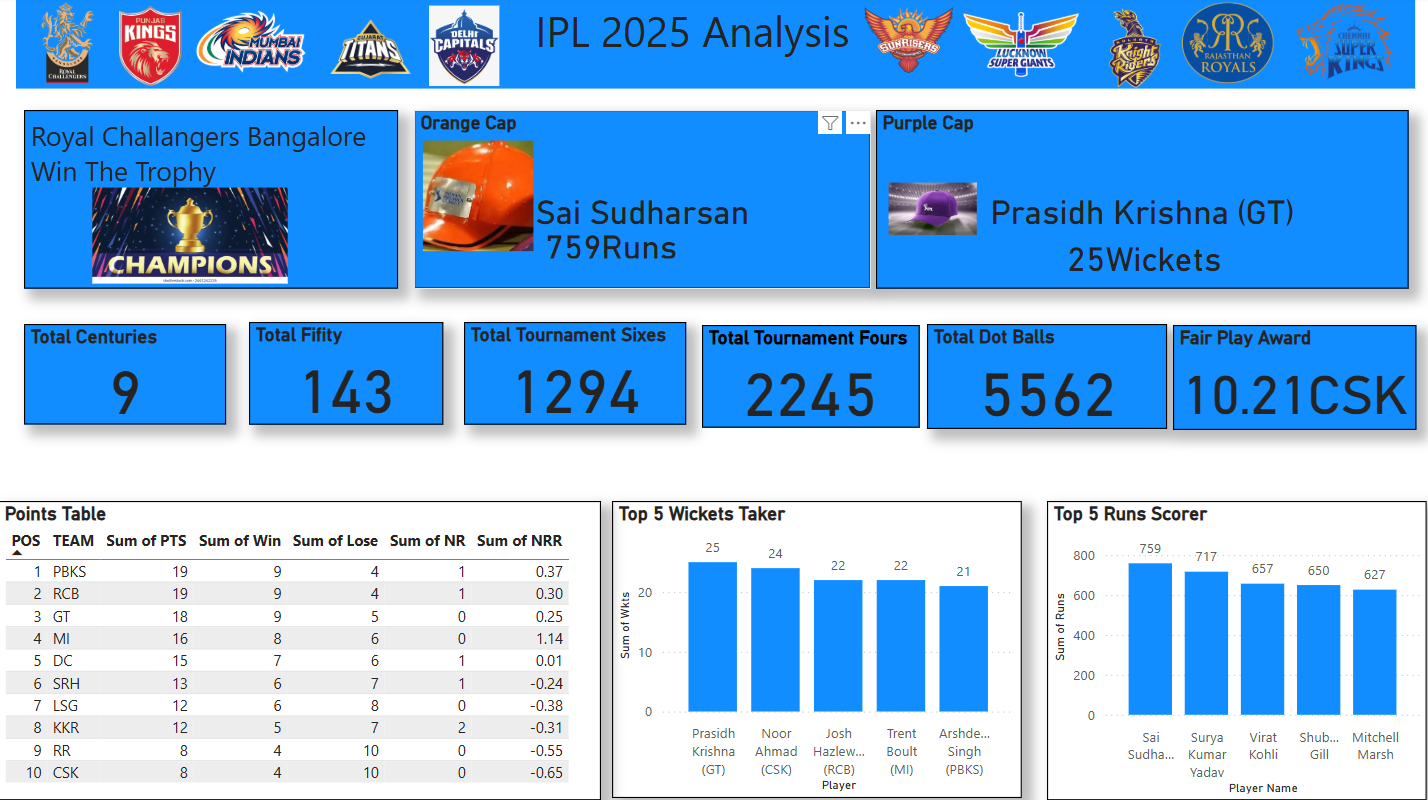 IPL 2025 Analysis
ROYAL
CHALLENGERS
PUNJAB
KINGS
MUMBAI
INDIANS
GUJARAT
TITANS
DELHI
CAPITALS
SUNRISERS
LUCKNOW
SUPER GIANTS
Knight
Riders
RAJASTHAN
ROYALS
CHENNAI
SUPER
KINGS
Royal Challangers Bangalore
Win The Trophy
CHAMPIONS
Orange Cap
Sai Sudharsan
759Runs
Purple Cap
Prasidh Krishna (GT)
25Wickets
Total Centuries
9
Total Fifity
143
Total Tournament Sixes
1294
Total Tournament Fours
2245
Total Dot Balls
5562
Fair Play Award
10.21CSK
Points Table
POS TEAM Sum of PTS Sum of Win Sum of Lose Sum of NR Sum of NRR
1 PBKS 19 9 4 1 0.37
2 RCB 19 9 4 1 0.30
3 GT 18 9 5 0 0.25
4 MI 16 8 6 0 1.14
5 DC 15 7 6 1 0.01
6 SRH 13 6 7 1 -0.24
7 LSG 12 6 8 0 -0.38
8 KKR 12 5 7 2 -0.31
9 RR 8 4 10 0 -0.55
10 CSK 8 4 10 0 -0.65
Top 5 Wickets Taker
Sum of Wkts
20
10
0
25 24 22 22 21
Prasidh Krishna (GT)
Noor Ahmad (CSK)
Josh Hazlew... (RCB)
Trent Boult (MI)
Arshde... Singh (PBKS)
Player
Top 5 Runs Scorer
Sum of Runs
800
600
400
200
0
759 717 657 650 627
Sai Sudha...
Surya Kumar Yadav
Virat Kohli
Shub... Gill
Mitchell Marsh
Player Name